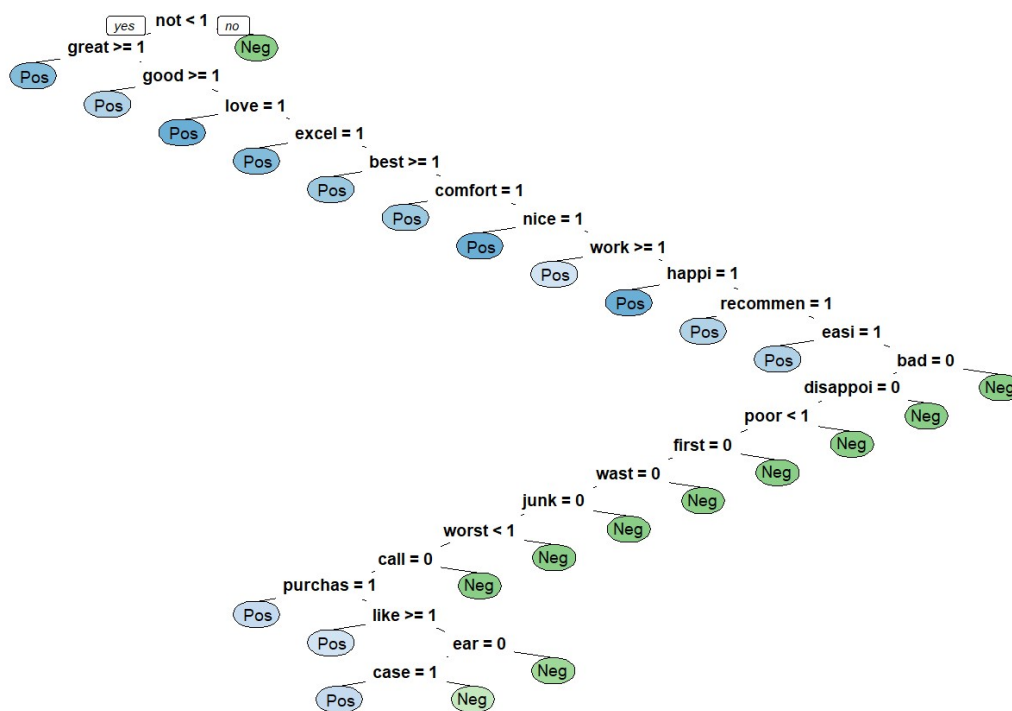 yes not < 1 no
great >= 1 Neg
Pos good >= 1
Pos love = 1
Pos excel = 1
Pos best >= 1
Pos comfort = 1
Pos nice = 1
Pos work >= 1
Pos happi = 1
Pos recommen = 1
Pos easi = 1
Pos bad = 0
disappoi = 0 Neg
poor < 1 Neg
first = 0 Neg
wast = 0 Neg
junk = 0 Neg
worst < 1 Neg
call = 0 Neg
purchas = 1 Neg
Pos like >= 1
Pos ear = 0
case = 1 Neg
Pos Neg